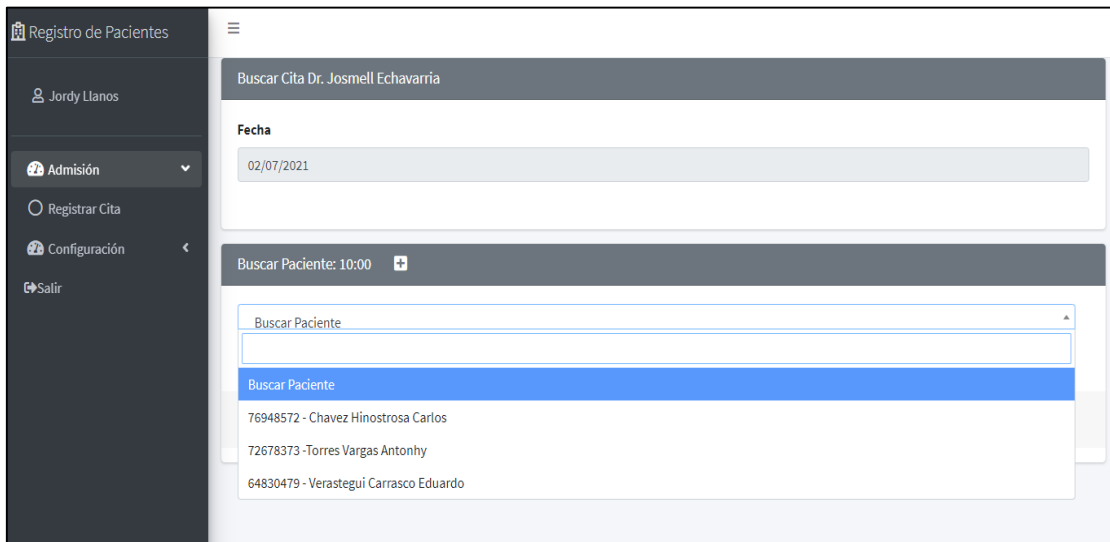 Registro de Pacientes
Jordy Llanos
Admisión
Registrar Cita
Configuración
Salir
Buscar Cita Dr. Josmell Echavarria
Fecha
02/07/2021
Buscar Paciente: 10:00
Buscar Paciente
Buscar Paciente
76948572 - Chavez Hinostrosa Carlos
72678373 -Torres Vargas Antonhy
64830479 - Verastegui Carrasco Eduardo